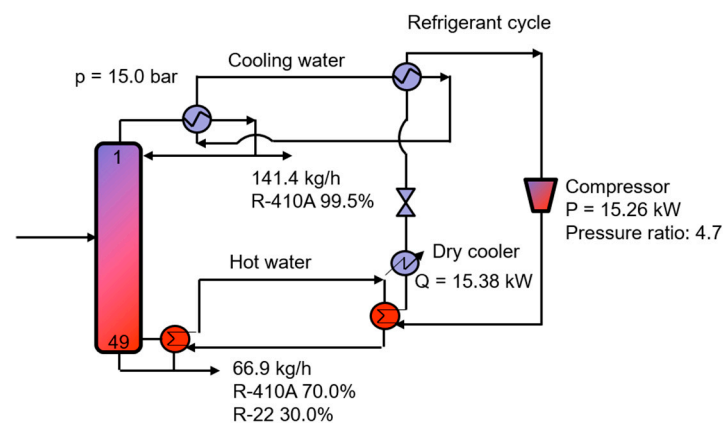 Refrigerant cycle
Cooling water
p = 15.0 bar
1
141.4 kg/h
R-410A 99.5%
Compressor
P = 15.26 kW
Pressure ratio: 4.7
Dry cooler
Q = 15.38 kW
Hot water
49
66.9 kg/h
R-410A 70.0%
R-22 30.0%